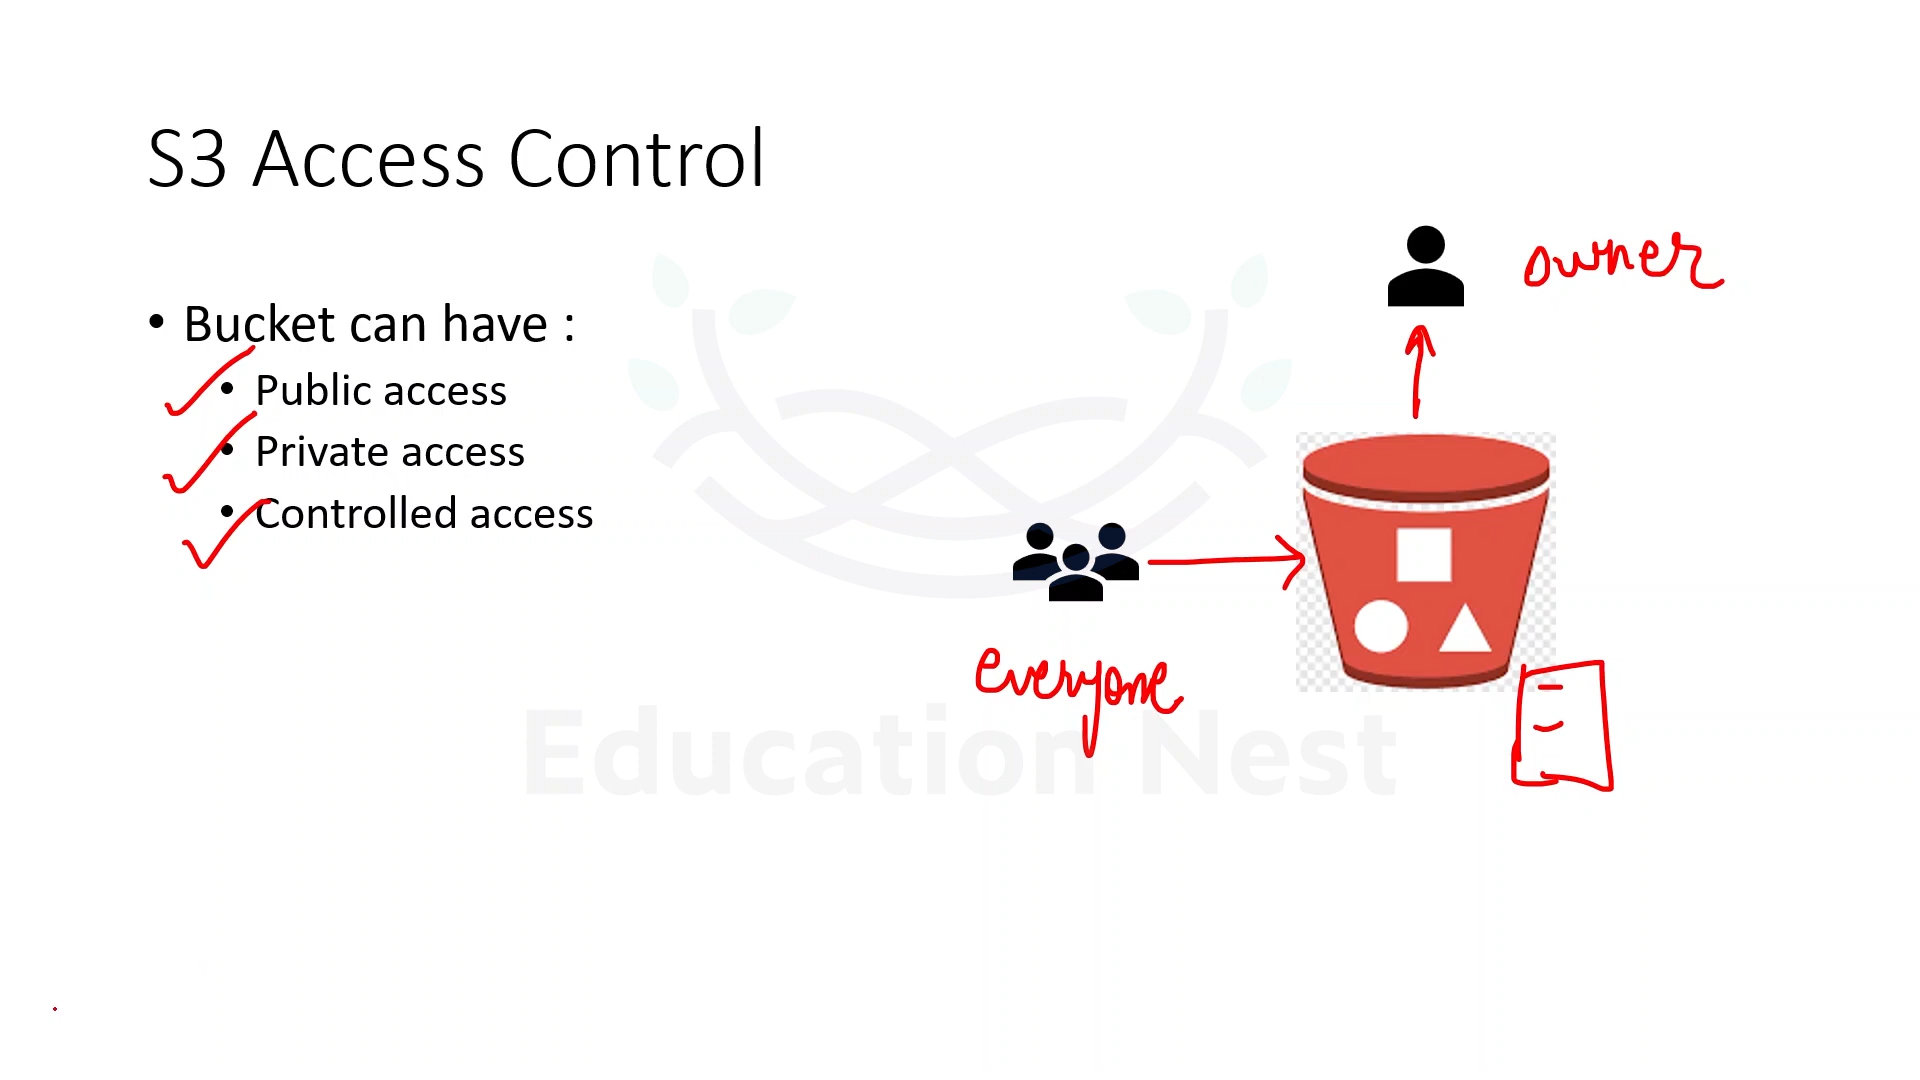 S3 Access Control
owner
• Bucket can have :
• Public access
• Private access
• Controlled access
everyone
Education Nest